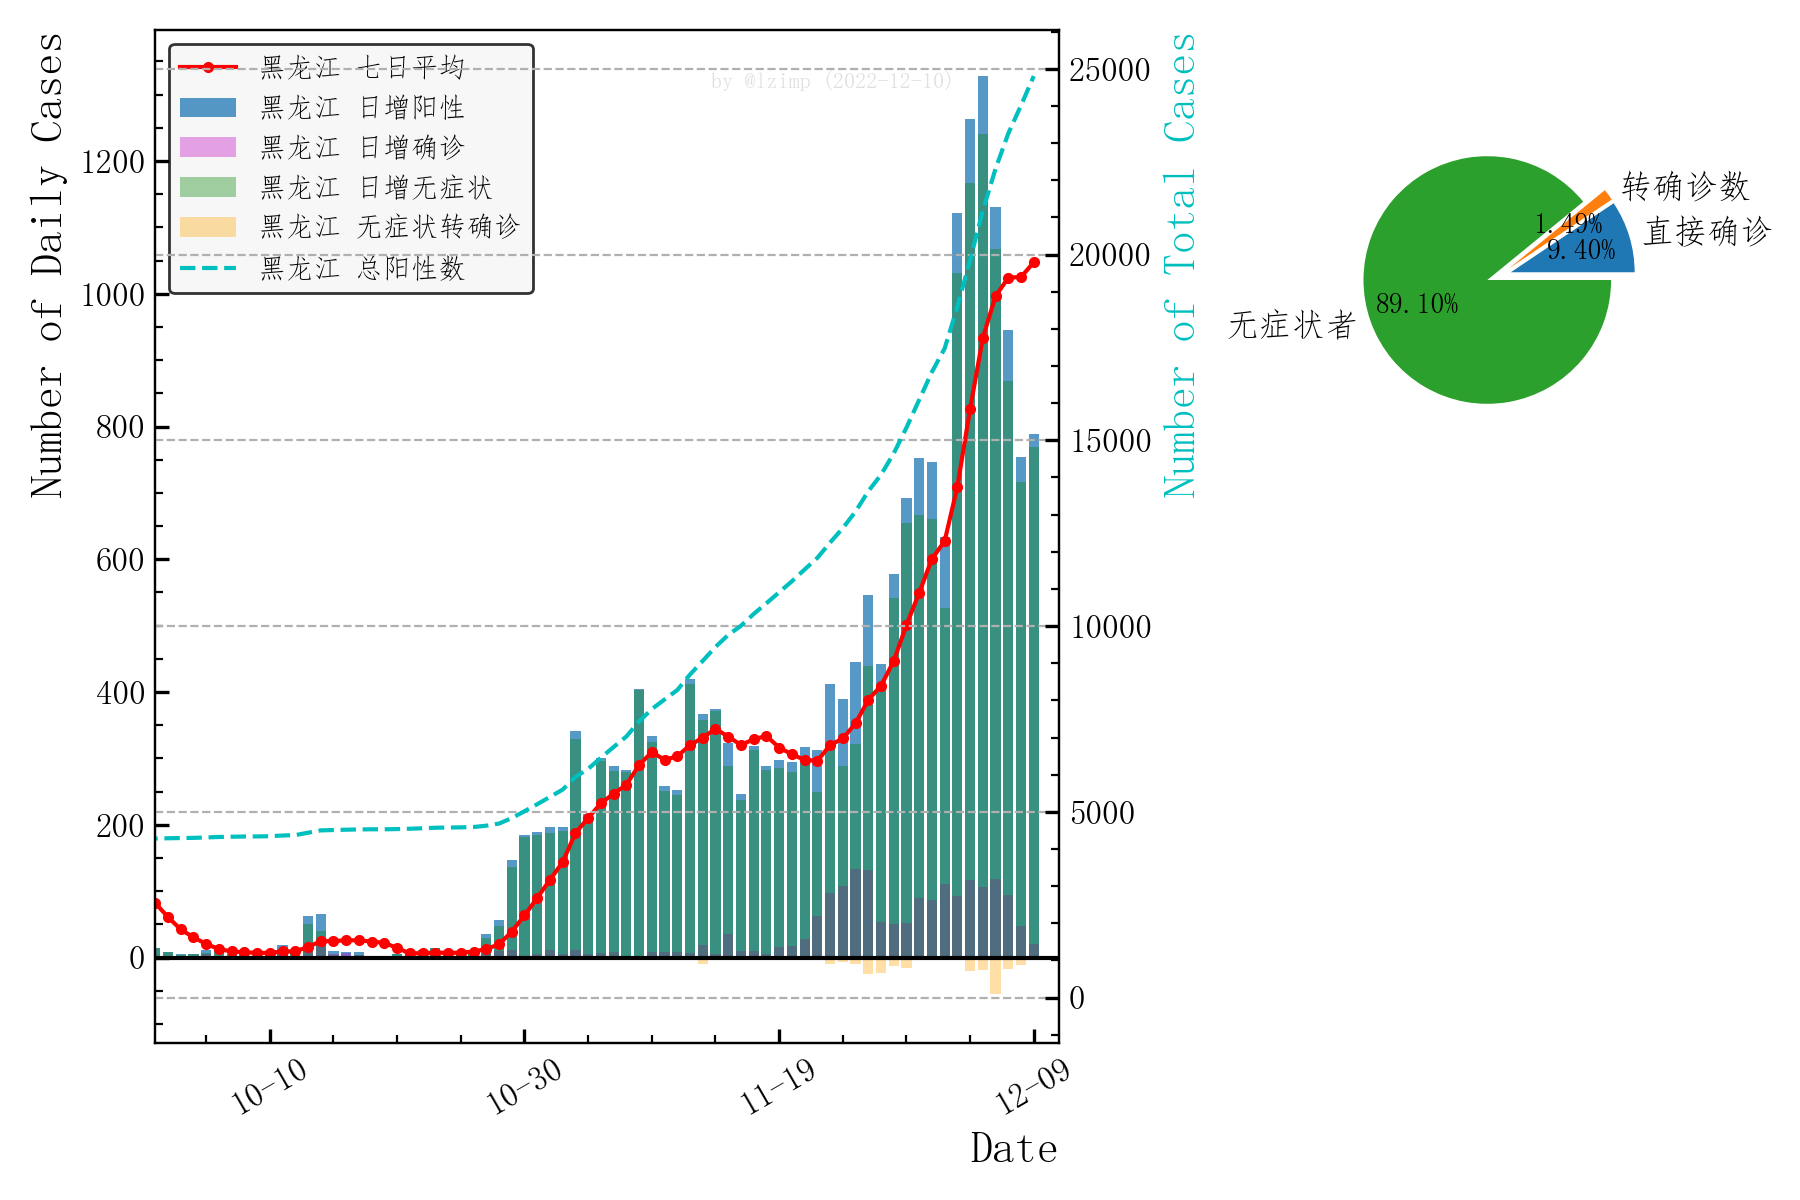 Number of Daily Cases
1200
1000
800
600
400
200
0
黑龙江 七日平均
黑龙江 日增阳性
黑龙江 日增确诊
黑龙江 日增无症状
黑龙江 无症状转确诊
黑龙江 总阳性数
by @lzimp (2022-12-10)
25000
20000
15000
10000
5000
0
Number of Total Cases
10-10
10-30
11-19
12-09
Date
转确诊数
1.49%
直接确诊
9.40%
89.10%
无症状者